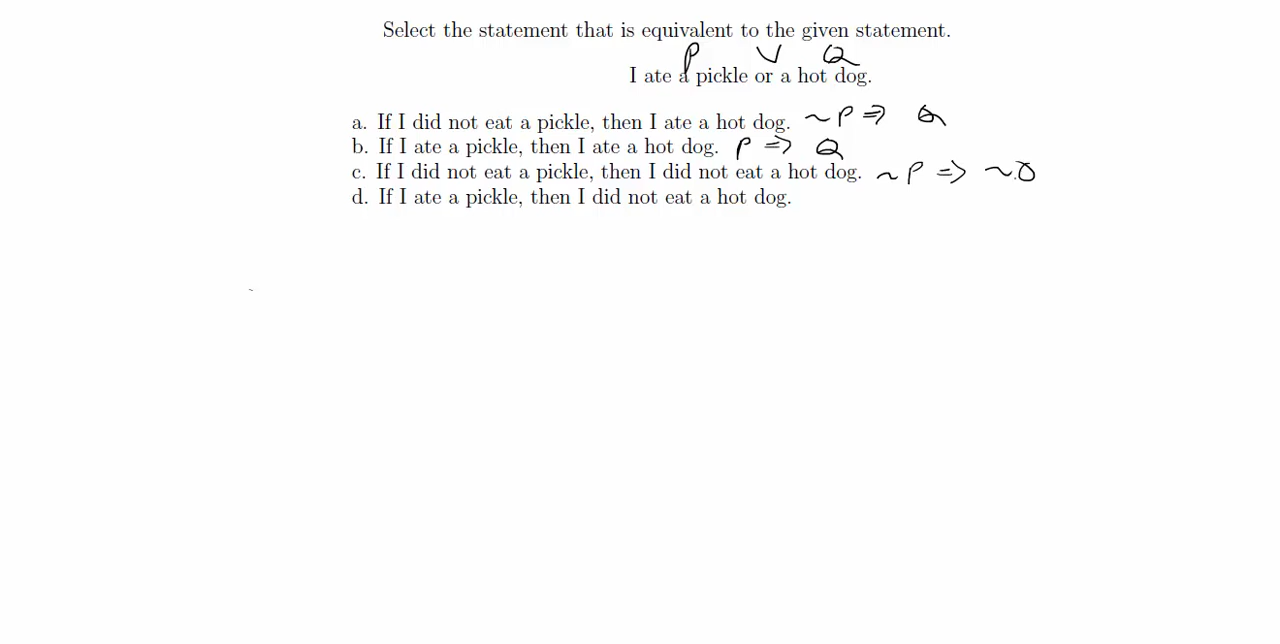 Select the statement that is equivalent to the given statement.
P ∨ Q
I ate a pickle or a hot dog.
a. If I did not eat a pickle, then I ate a hot dog. ~P => Q
b. If I ate a pickle, then I ate a hot dog. P => Q
c. If I did not eat a pickle, then I did not eat a hot dog. ~P => ~Q
d. If I ate a pickle, then I did not eat a hot dog.